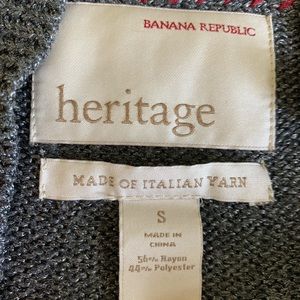 BANANA REPUBLIC
heritage
MADE OF ITALIAN YARN
S
MADE IN
CHINA
56% Rayon
44% Polyester